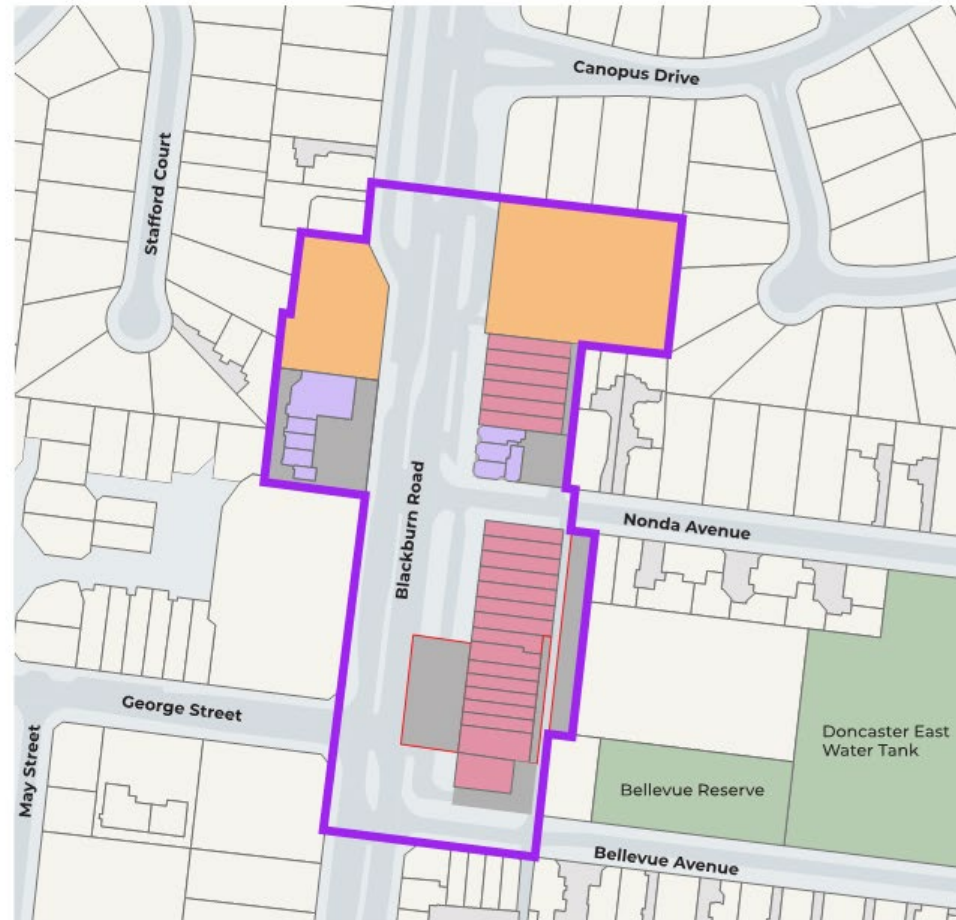 Canopus Drive
Stafford Court
Blackburn Road
Nonda Avenue
George Street
May Street
Doncaster East
Water Tank
Bellevue Reserve
Bellevue Avenue